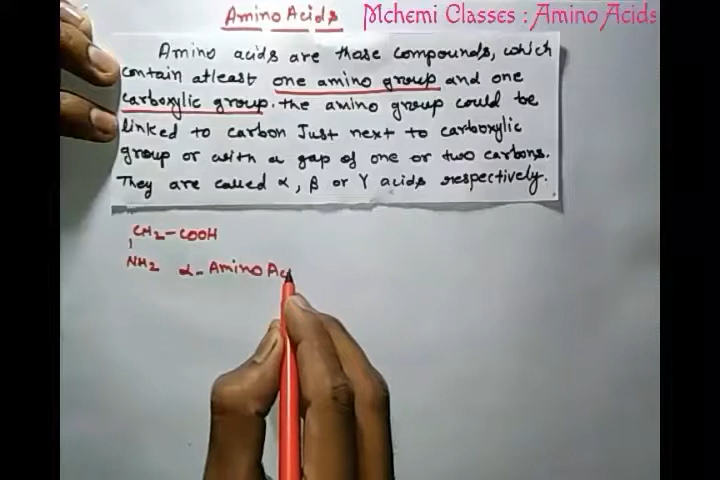 Amino Acids
Mchemi Classes : Amino Acids
Amino acids are those compounds, which
contain atleast one amino group and one
carboxylic group. The amino group could be
linked to carbon Just next to carboxylic
group or with a gap of one or two carbons.
They are called α, β or γ acids respectively.
CH2-COOH
NH2 α-Amino Ac